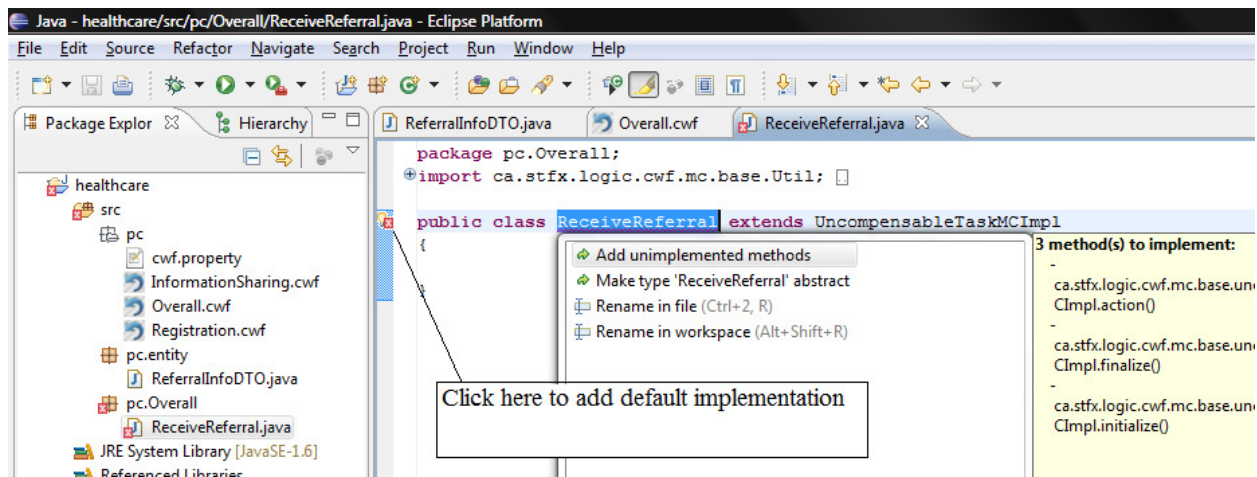 Java - healthcare/src/pc/Overall/ReceiveReferral.java - Eclipse Platform
File Edit Source Refactor Navigate Search Project Run Window Help
Package Explor Hierarchy
ReferralInfoDTO.java Overall.cwf ReceiveReferral.java
healthcare
src
pc
cwf.property
InformationSharing.cwf
Overall.cwf
Registration.cwf
pc.entity
ReferralInfoDTO.java
pc.Overall
ReceiveReferral.java
JRE System Library [JavaSE-1.6]
Referenced Libraries
package pc.Overall;
import ca.stfx.logic.cwf.mc.base.Util;
public class ReceiveReferral extends UncompensableTaskMCImpl
{
}
Add unimplemented methods
Make type 'ReceiveReferral' abstract
Rename in file (Ctrl+2, R)
Rename in workspace (Alt+Shift+R)
Click here to add default implementation
3 method(s) to implement:
-
ca.stfx.logic.cwf.mc.base.un
CImpl.action()
-
ca.stfx.logic.cwf.mc.base.un
CImpl.finalize()
-
ca.stfx.logic.cwf.mc.base.un
CImpl.initialize()